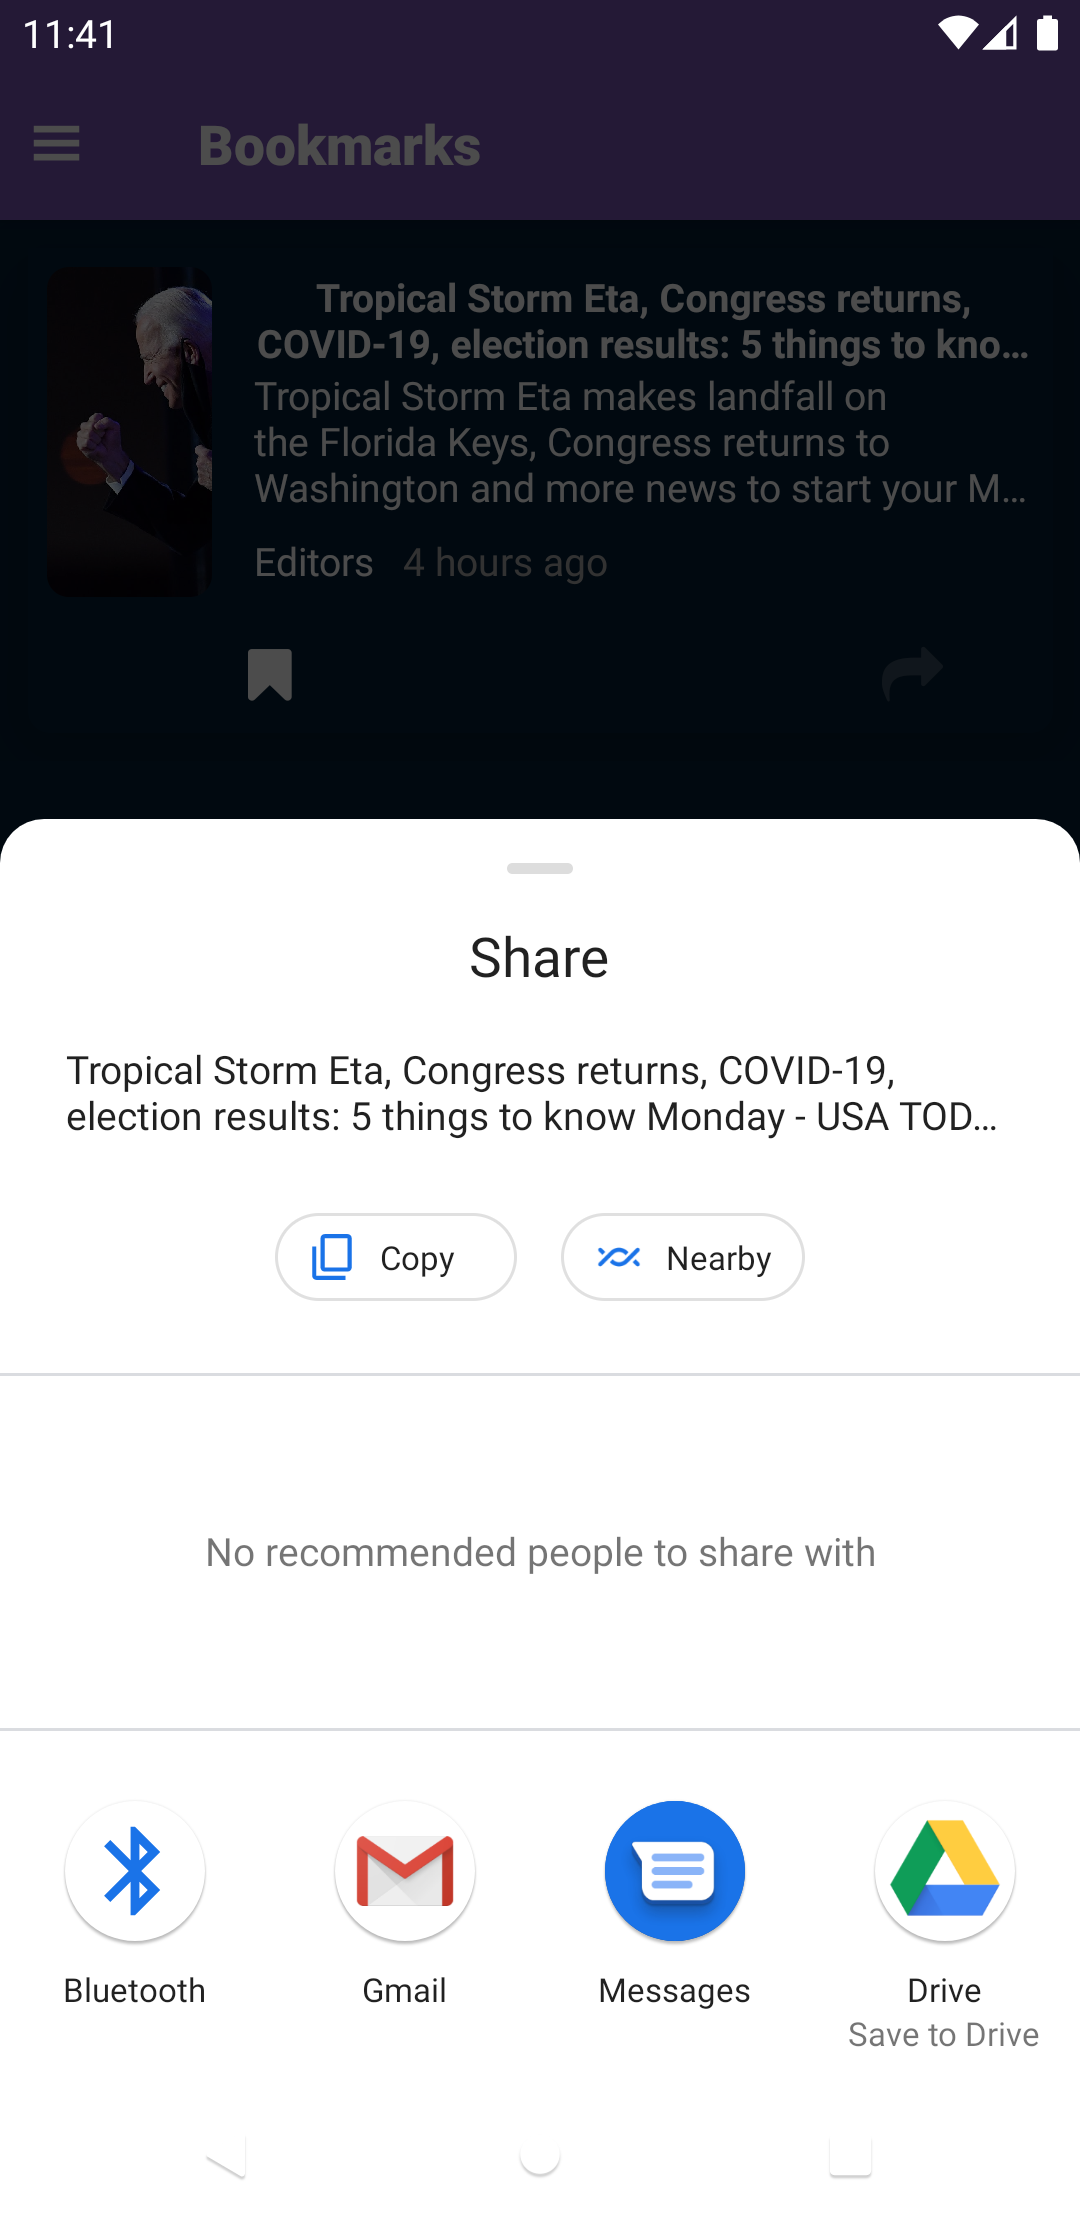 11:41
Bookmarks
Tropical Storm Eta, Congress returns,
COVID-19, election results: 5 things to kno...
Tropical Storm Eta makes landfall on
the Florida Keys, Congress returns to
Washington and more news to start your M...
Editors 4 hours ago
Share
Tropical Storm Eta, Congress returns, COVID-19,
election results: 5 things to know Monday - USA TOD...
Copy Nearby
No recommended people to share with
Bluetooth Gmail Messages Drive
Save to Drive